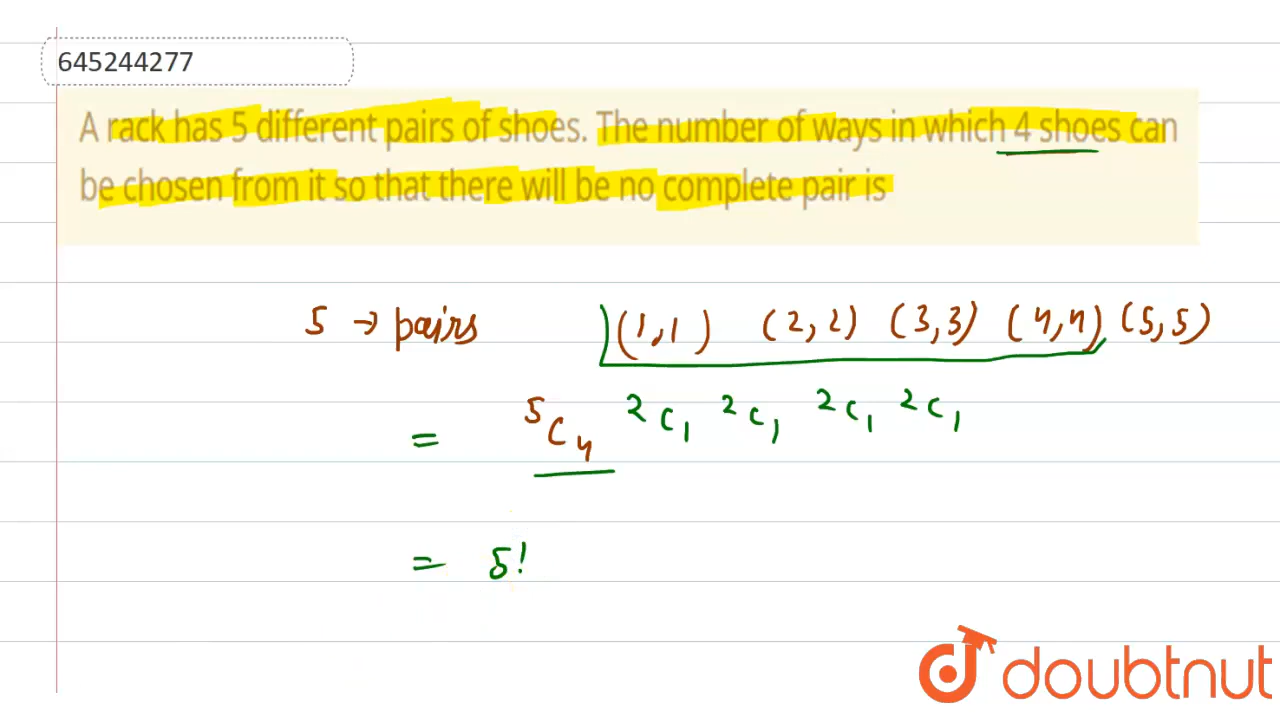 645244277
A rack has 5 different pairs of shoes. The number of ways in which 4 shoes can
be chosen from it so that there will be no complete pair is
5 → pairs (1,1) (2,2) (3,3) (4,4) (5,5)
= ⁵C₄ ²C₁ ²C₁ ²C₁ ²C₁
= 5!
doubtnut